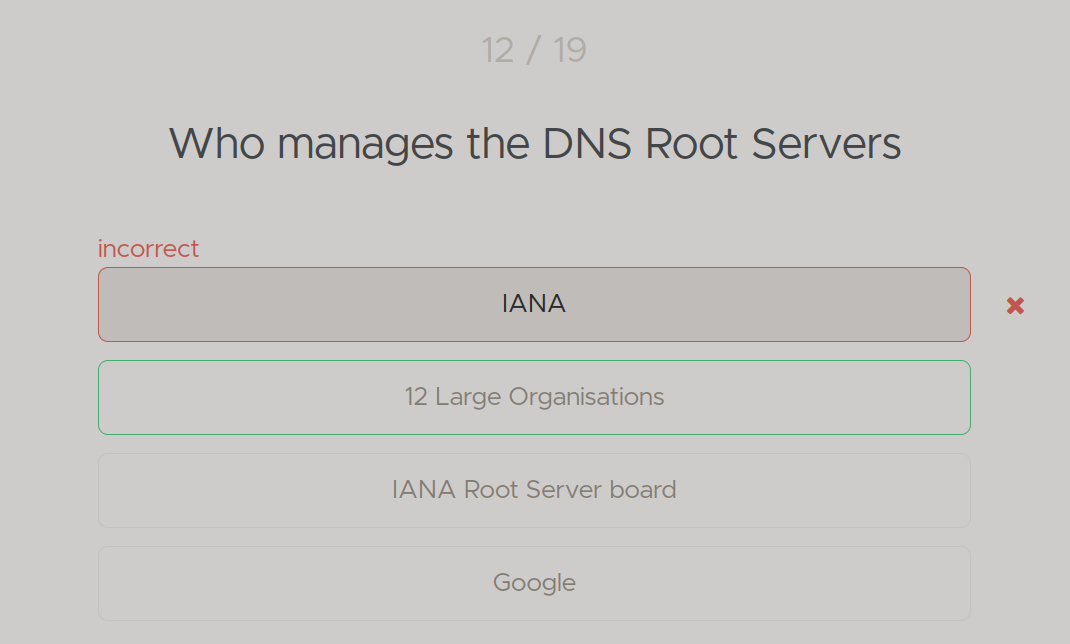 12 / 19
Who manages the DNS Root Servers
incorrect
IANA
12 Large Organisations
IANA Root Server board
Google